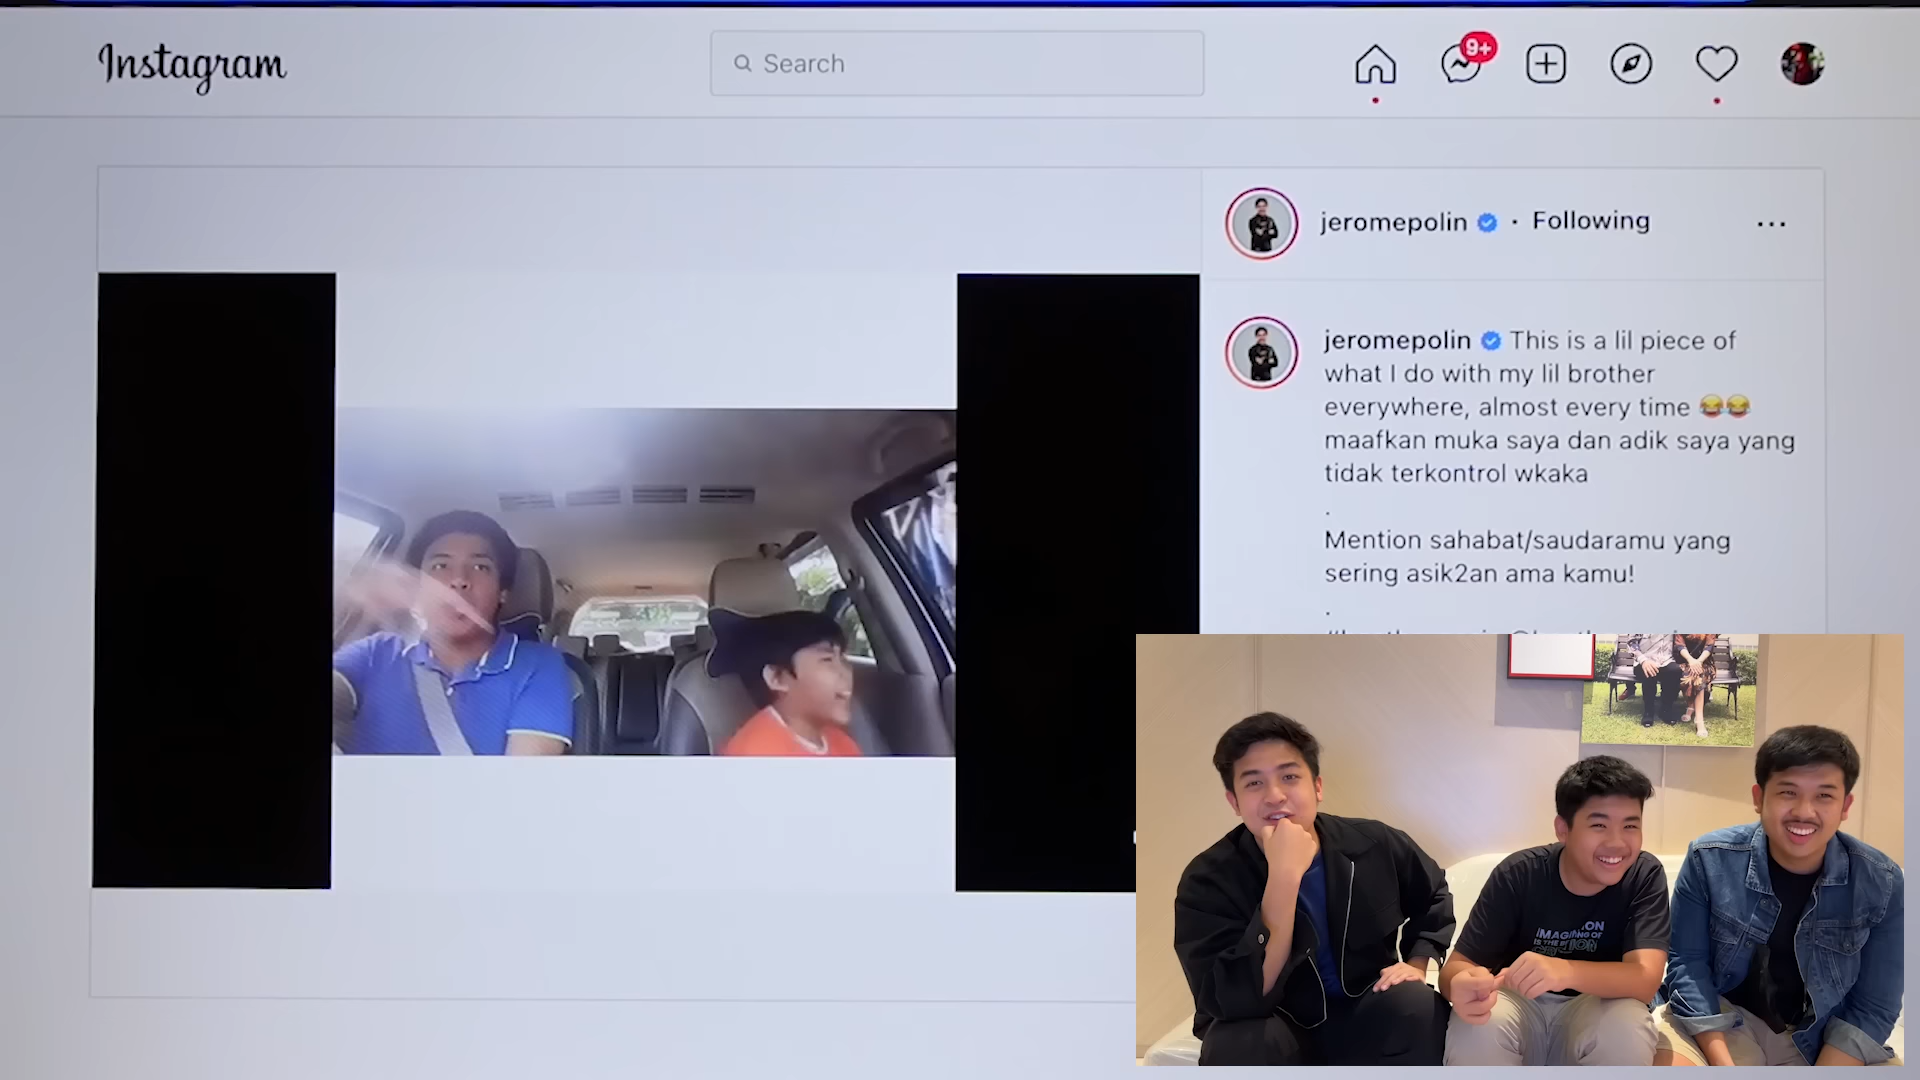 Instagram
Search
9+
jeromepolin • Following
jeromepolin This is a lil piece of
what I do with my lil brother
everywhere, almost every time 😂😂
maafkan muka saya dan adik saya yang
tidak terkontrol wkaka
.
Mention sahabat/saudaramu yang
sering asik2an ama kamu!
.
IS THE